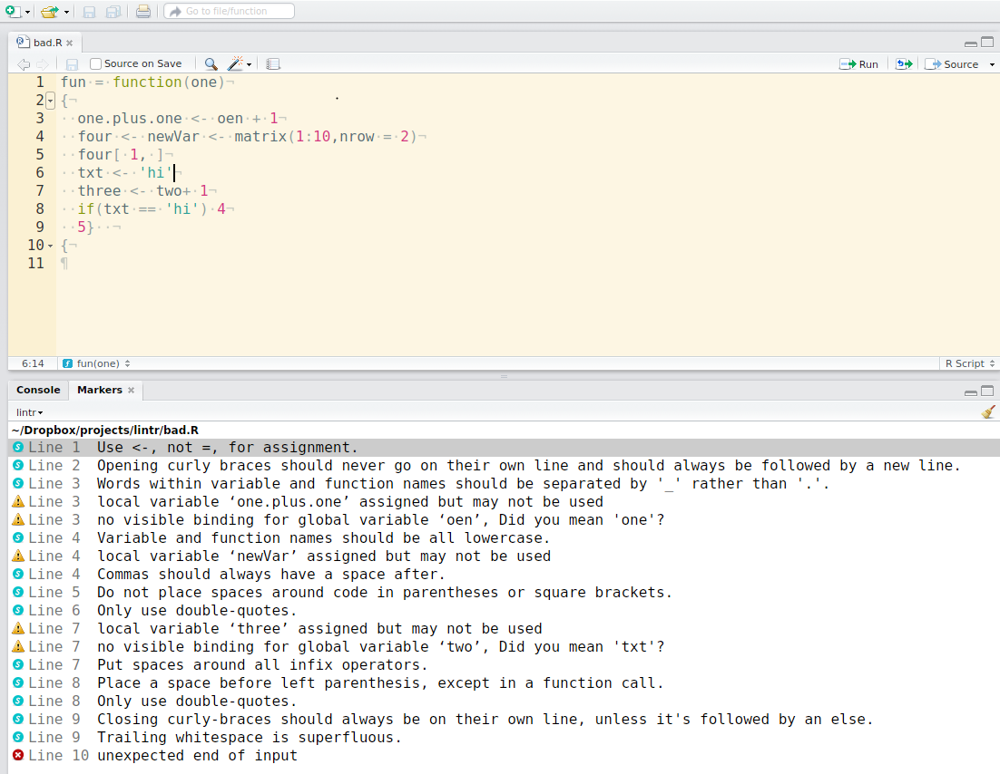 Go to file/function
bad.R
Source on Save
Run
Source
1 fun = function(one)¬
2 {¬
3 ··one.plus.one·<-·oen·+·1¬
4 ··four·<-·newVar·<-·matrix(1:10,nrow·=·2)¬
5 ··four[·1,·]¬
6 ··txt·<-·'hi'¬
7 ··three·<-·two+·1¬
8 ··if(txt·==·'hi')·4¬
9 ··5}··¬
10 {¬
11 ¶
6:14 fun(one) R Script
Console Markers
lintr
~/Dropbox/projects/lintr/bad.R
Line 1 Use <-, not =, for assignment.
Line 2 Opening curly braces should never go on their own line and should always be followed by a new line.
Line 3 Words within variable and function names should be separated by '_' rather than '.'.
Line 3 local variable ‘one.plus.one’ assigned but may not be used
Line 3 no visible binding for global variable ‘oen’, Did you mean 'one'?
Line 4 Variable and function names should be all lowercase.
Line 4 local variable ‘newVar’ assigned but may not be used
Line 4 Commas should always have a space after.
Line 5 Do not place spaces around code in parentheses or square brackets.
Line 6 Only use double-quotes.
Line 7 local variable ‘three’ assigned but may not be used
Line 7 no visible binding for global variable ‘two’, Did you mean 'txt'?
Line 7 Put spaces around all infix operators.
Line 8 Place a space before left parenthesis, except in a function call.
Line 8 Only use double-quotes.
Line 9 Closing curly-braces should always be on their own line, unless it's followed by an else.
Line 9 Trailing whitespace is superfluous.
Line 10 unexpected end of input